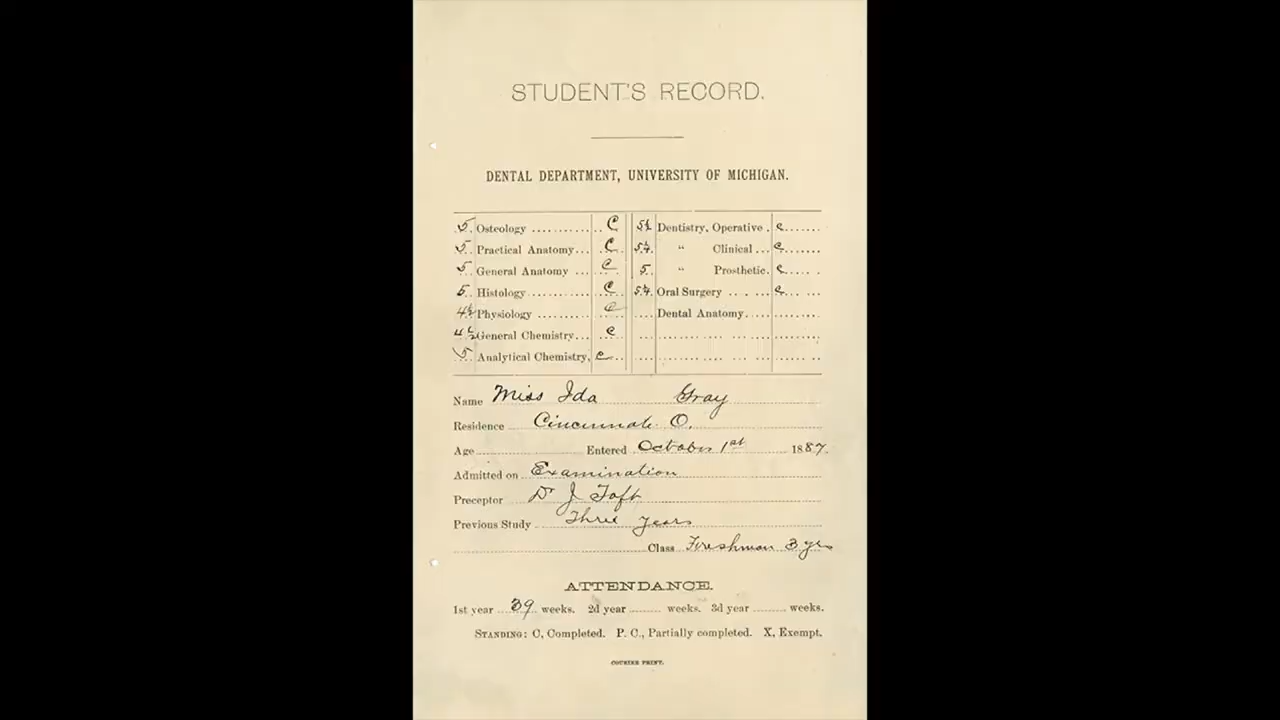 STUDENT'S RECORD.
DENTAL DEPARTMENT, UNIVERSITY OF MICHIGAN.
5. Osteology ........... C 5½ Dentistry, Operative . C .......
5. Practical Anatomy... C 5½ " Clinical ... C ......
5. General Anatomy ... C 5. " Prosthetic. C .....
5. Histology ........... C 5½ Oral Surgery .... .... C ......
4½ Physiology .......... C .... Dental Anatomy.....
4½ General Chemistry... C
5 Analytical Chemistry, C
Name Miss Ida Gray
Residence Cincinnati O.
Age Entered October 1st 1887.
Admitted on Examination
Preceptor Dr J Taft
Previous Study Three years
Class Freshman 3 yrs
ATTENDANCE.
1st year 39 weeks. 2d year ........ weeks. 3d year ........ weeks.
STANDING: C, Completed. P. C., Partially completed. X, Exempt.
COURIER PRINT.